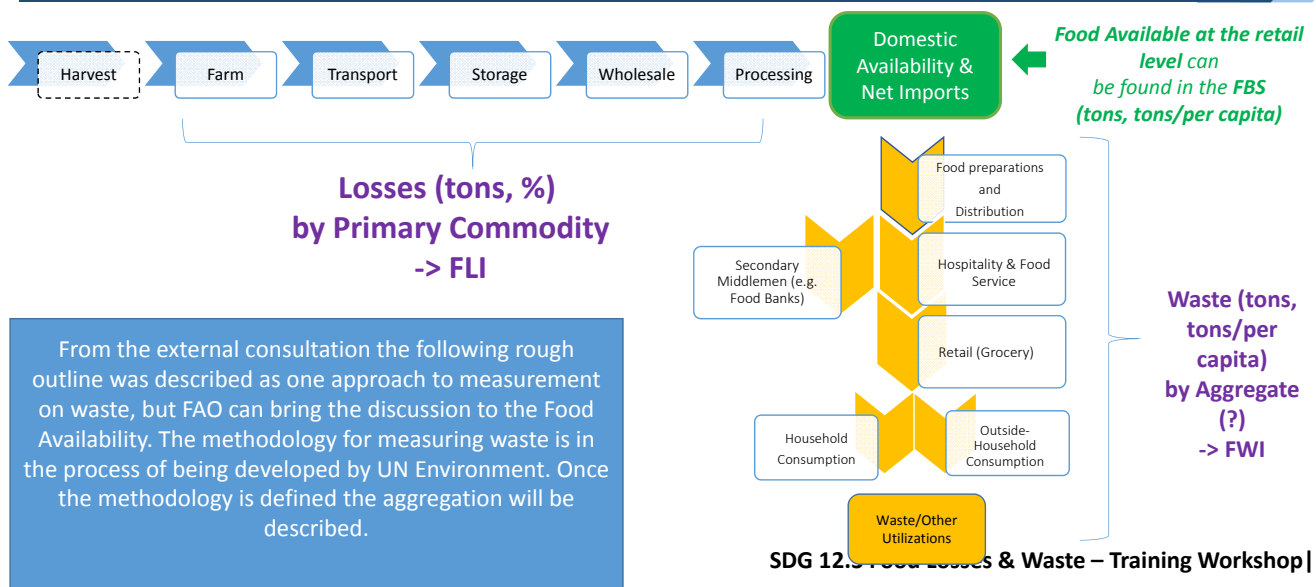 Harvest
Farm
Transport
Storage
Wholesale
Processing
Domestic
Availability &
Net Imports
Food Available at the retail
level can
be found in the FBS
(tons, tons/per capita)
Losses (tons, %)
by Primary Commodity
-> FLI
Food preparations
and
Distribution
Secondary
Middlemen (e.g.
Food Banks)
Hospitality & Food
Service
Retail (Grocery)
Household
Consumption
Outside-
Household
Consumption
Waste/Other
Utilizations
Waste (tons,
tons/per
capita)
by Aggregate
(?)
-> FWI
From the external consultation the following rough
outline was described as one approach to measurement
on waste, but FAO can bring the discussion to the Food
Availability. The methodology for measuring waste is in
the process of being developed by UN Environment. Once
the methodology is defined the aggregation will be
described.
SDG 12.3 Food Losses & Waste – Training Workshop|